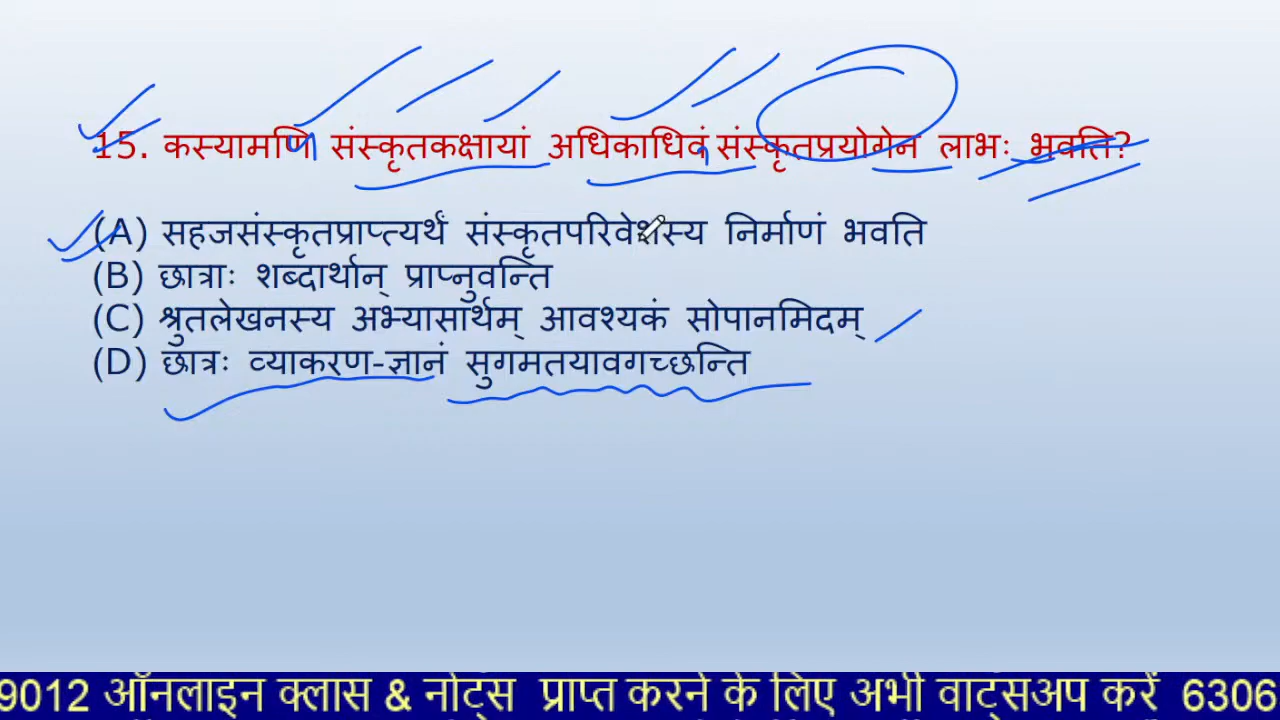 15. कस्यामणि संस्कृतकक्षायां अधिकाधिवं संस्कृतप्रयोगेन लाभः भवति?
(A) सहजसंस्कृतप्राप्त्यर्थं संस्कृतपरिवेशस्य निर्माणं भवति
(B) छात्राः शब्दार्थान् प्राप्नुवन्ति
(C) श्रुतलेखनस्य अभ्यासार्थम् आवश्यकं सोपानमिदम्
(D) छात्रः व्याकरण-ज्ञानं सुगमतयावगच्छन्ति
9012 ऑनलाइन क्लास & नोट्स प्राप्त करने के लिए अभी वाट्सअप करें 6306